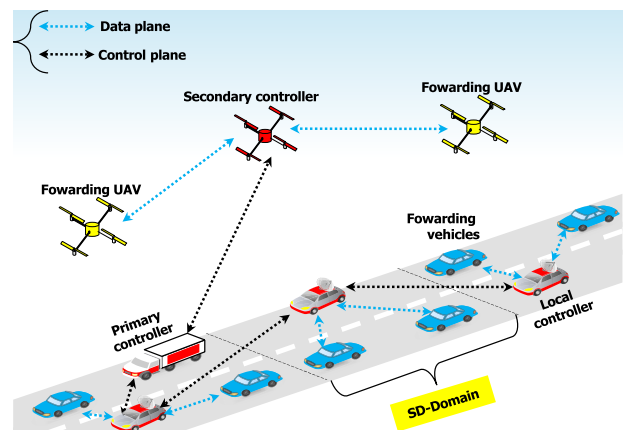 Data plane
Control plane
Secondary controller
Fowarding UAV
Fowarding UAV
Fowarding
vehicles
Local
controller
Primary
controller
SD-Domain